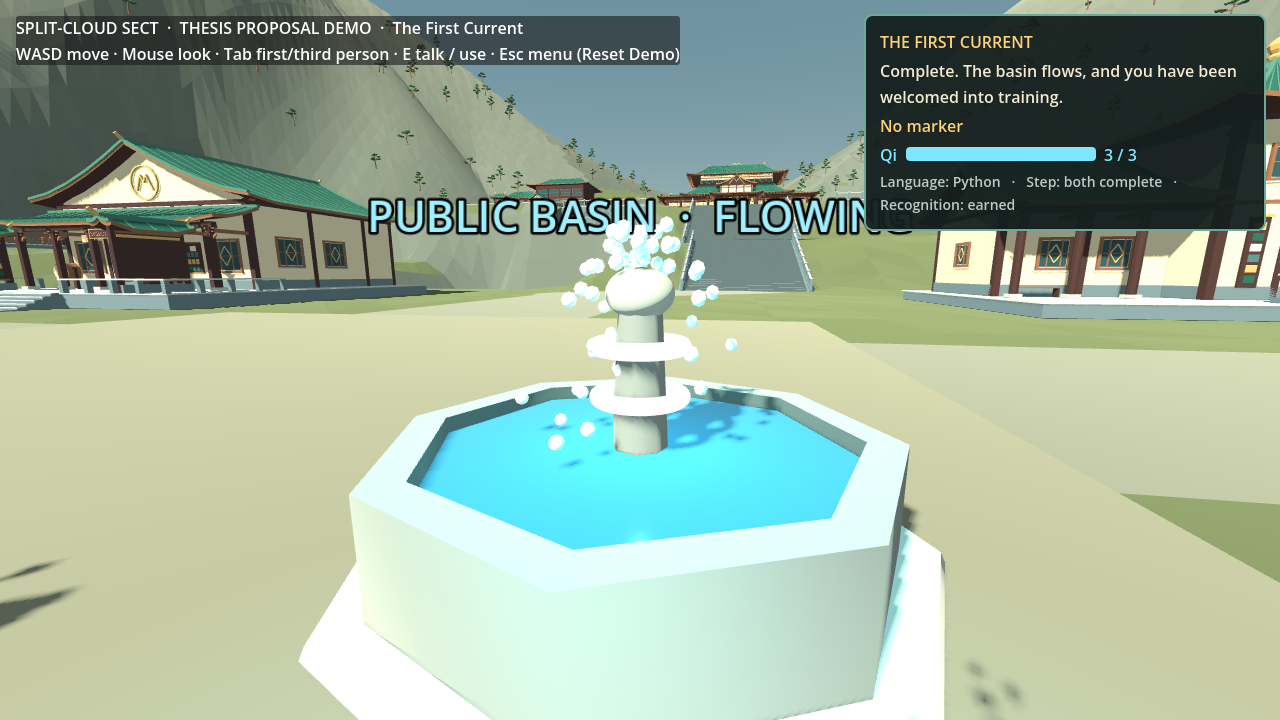 SPLIT-CLOUD SECT · THESIS PROPOSAL DEMO · The First Current
WASD move · Mouse look · Tab first/third person · E talk / use · Esc menu (Reset Demo)
THE FIRST CURRENT
Complete. The basin flows, and you have been
welcomed into training.
No marker
Qi 3 / 3
Language: Python · Step: both complete ·
Recognition: earned
PUBLIC BASIN · FLOWING